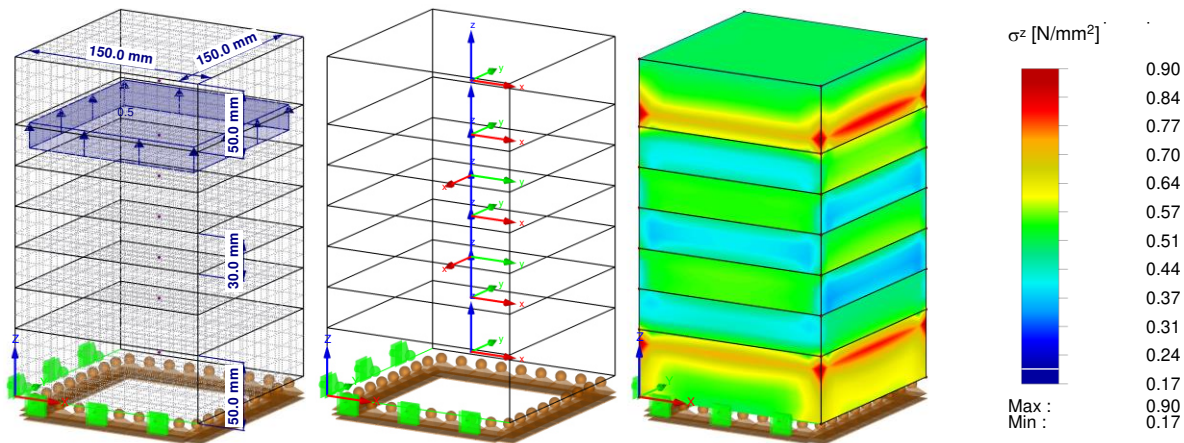 150.0 mm
150.0 mm
0.5
50.0 mm
30.0 mm
50.0 mm
Z
X
z
y
x
z
y
x
z
y
x
z
y
x
z
y
x
z
y
x
z
y
x
Z
X
Z
y
X
σz [N/mm2]
0.90
0.84
0.77
0.70
0.64
0.57
0.51
0.44
0.37
0.31
0.24
0.17
Max : 0.90
Min : 0.17